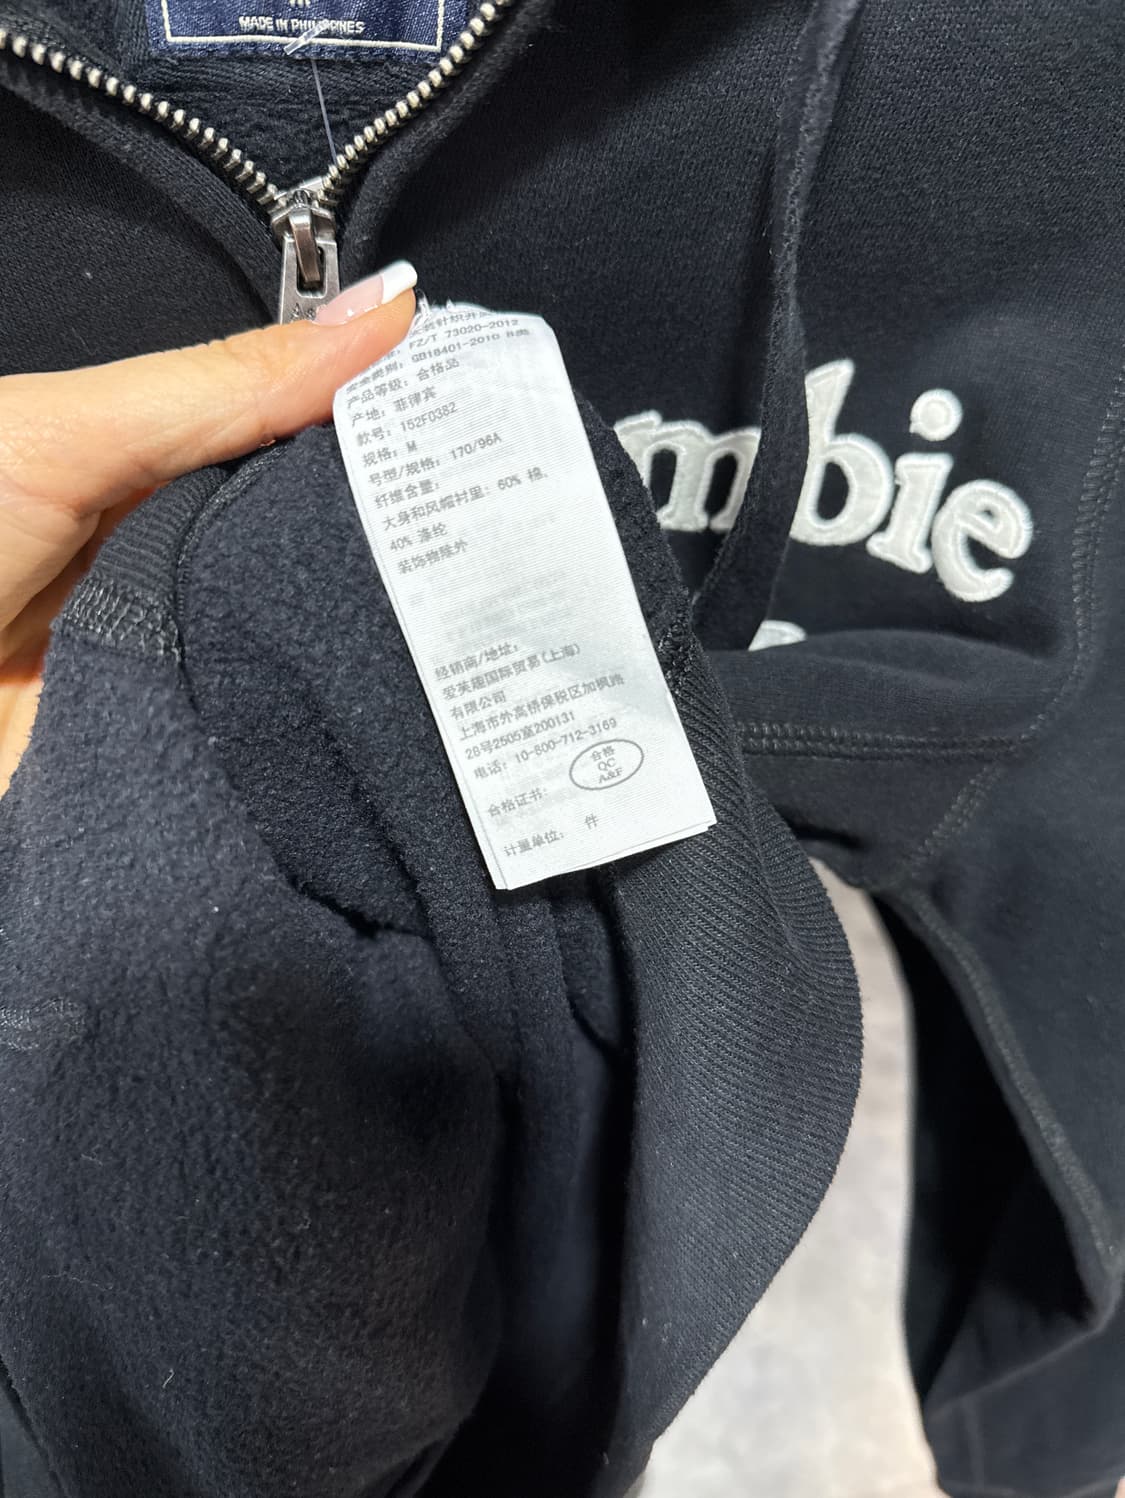 MADE IN PHILIPPINES
FZ/T 73020-2012
安全类别：GB18401-2010 B类
产品等级：合格品
产地：菲律宾
款号：152F0382
规格：M
号型/规格：170/96A
纤维含量：
大身和风帽衬里：60% 棉、
40% 涤纶
装饰物除外
mbie
经销商/地址：
爱芙趣国际贸易(上海)
有限公司
上海市外高桥保税区加枫路
28号2505室200131
电话：10-800-712-3169
合格证书：
合格
QC
A&F
计量单位： 件